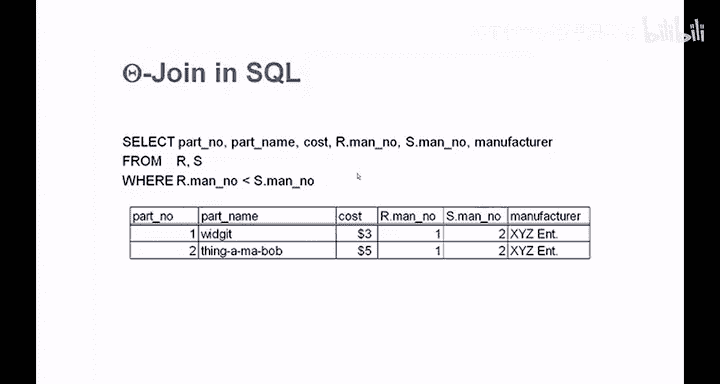 bilibili
Θ-Join in SQL
SELECT part_no, part_name, cost, R.man_no, S.man_no, manufacturer
FROM R, S
WHERE R.man_no < S.man_no
part_no part_name cost R.man_no S.man_no manufacturer
1 widgit $3 1 2 XYZ Ent.
2 thing-a-ma-bob $5 1 2 XYZ Ent.